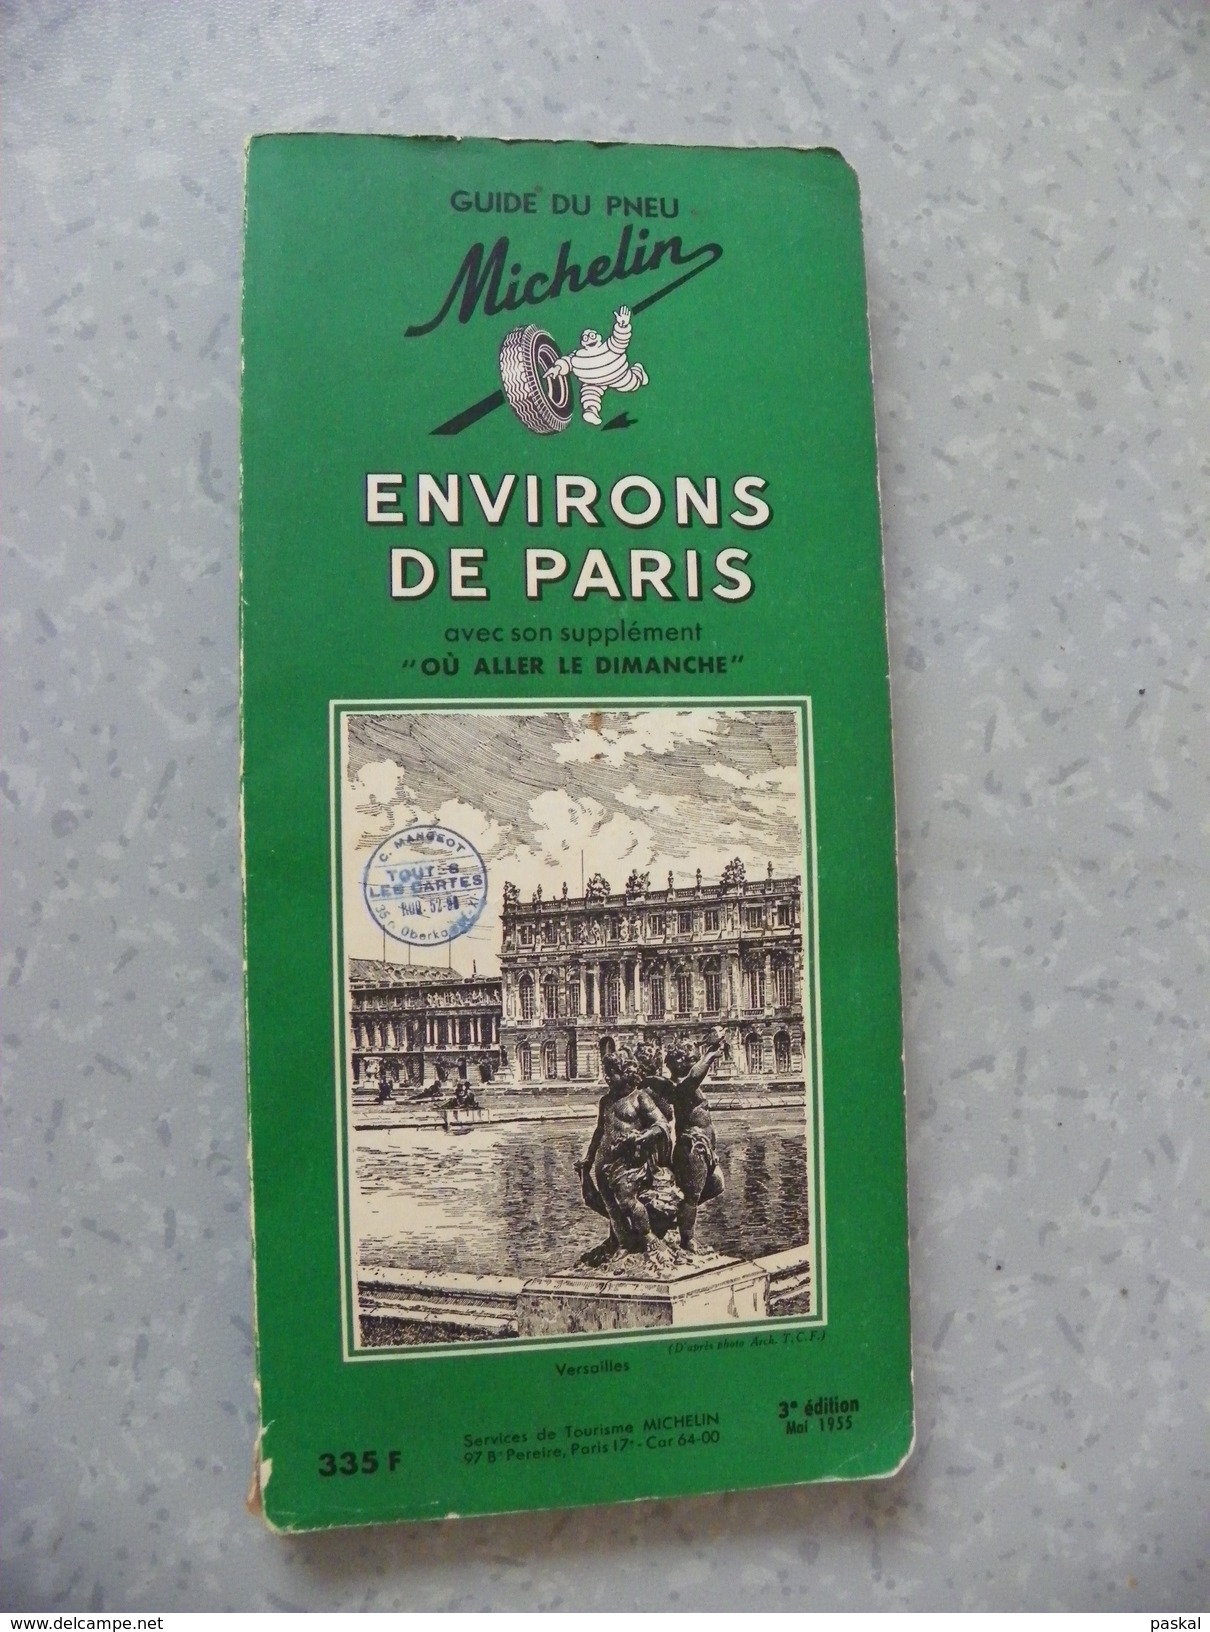 GUIDE DU PNEU
Michelin
ENVIRONS
DE PARIS
avec son supplément
"OÙ ALLER LE DIMANCHE"
C. MANGEOT
LES CARTES
(D'après photo Arch. T.C.F.)
Versailles
3e édition
Mai 1955
Services de Tourisme MICHELIN
97 Bd Pereire, Paris 17e - Car 64-00
335 F
www.delcampe.net
paskal